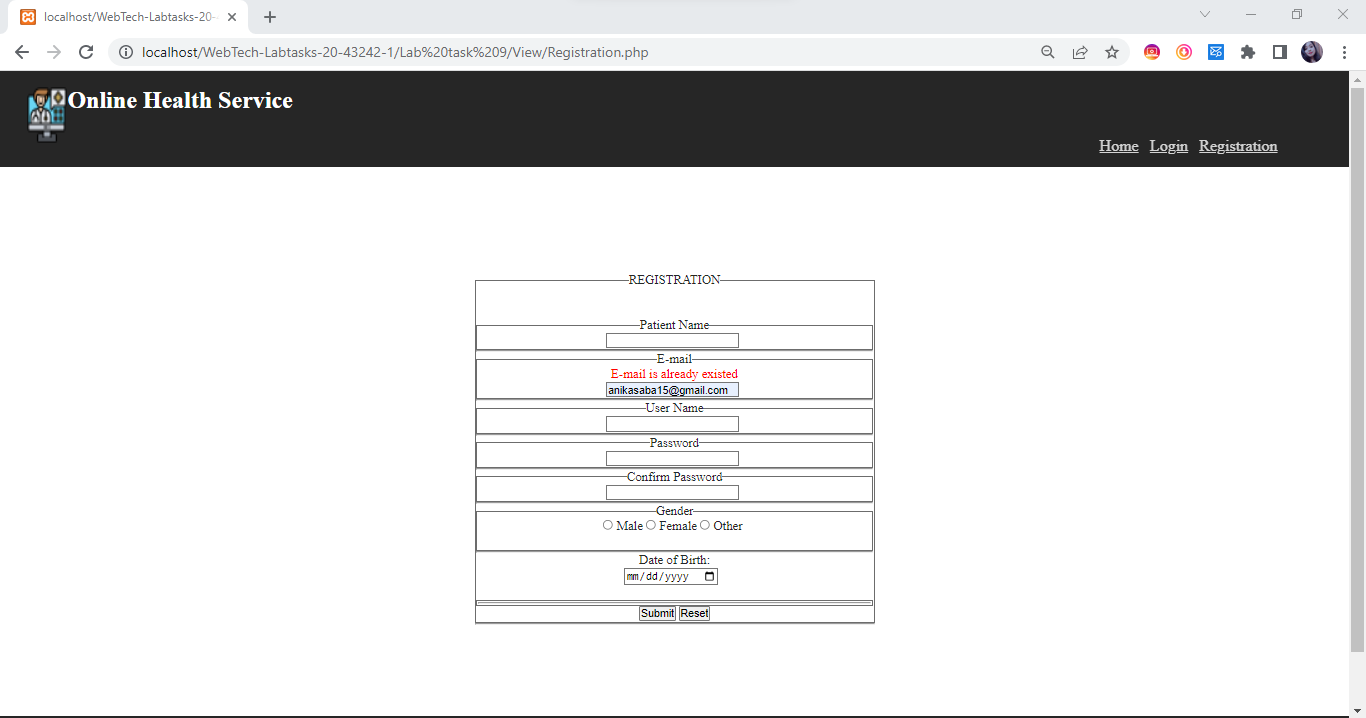 localhost/WebTech-Labtasks-20-
localhost/WebTech-Labtasks-20-43242-1/Lab%20task%209/View/Registration.php
Online Health Service
Home Login Registration
REGISTRATION
Patient Name
E-mail
E-mail is already existed
anikasaba15@gmail.com
User Name
Password
Confirm Password
Gender
Male Female Other
Date of Birth:
mm/dd/yyyy
Submit Reset